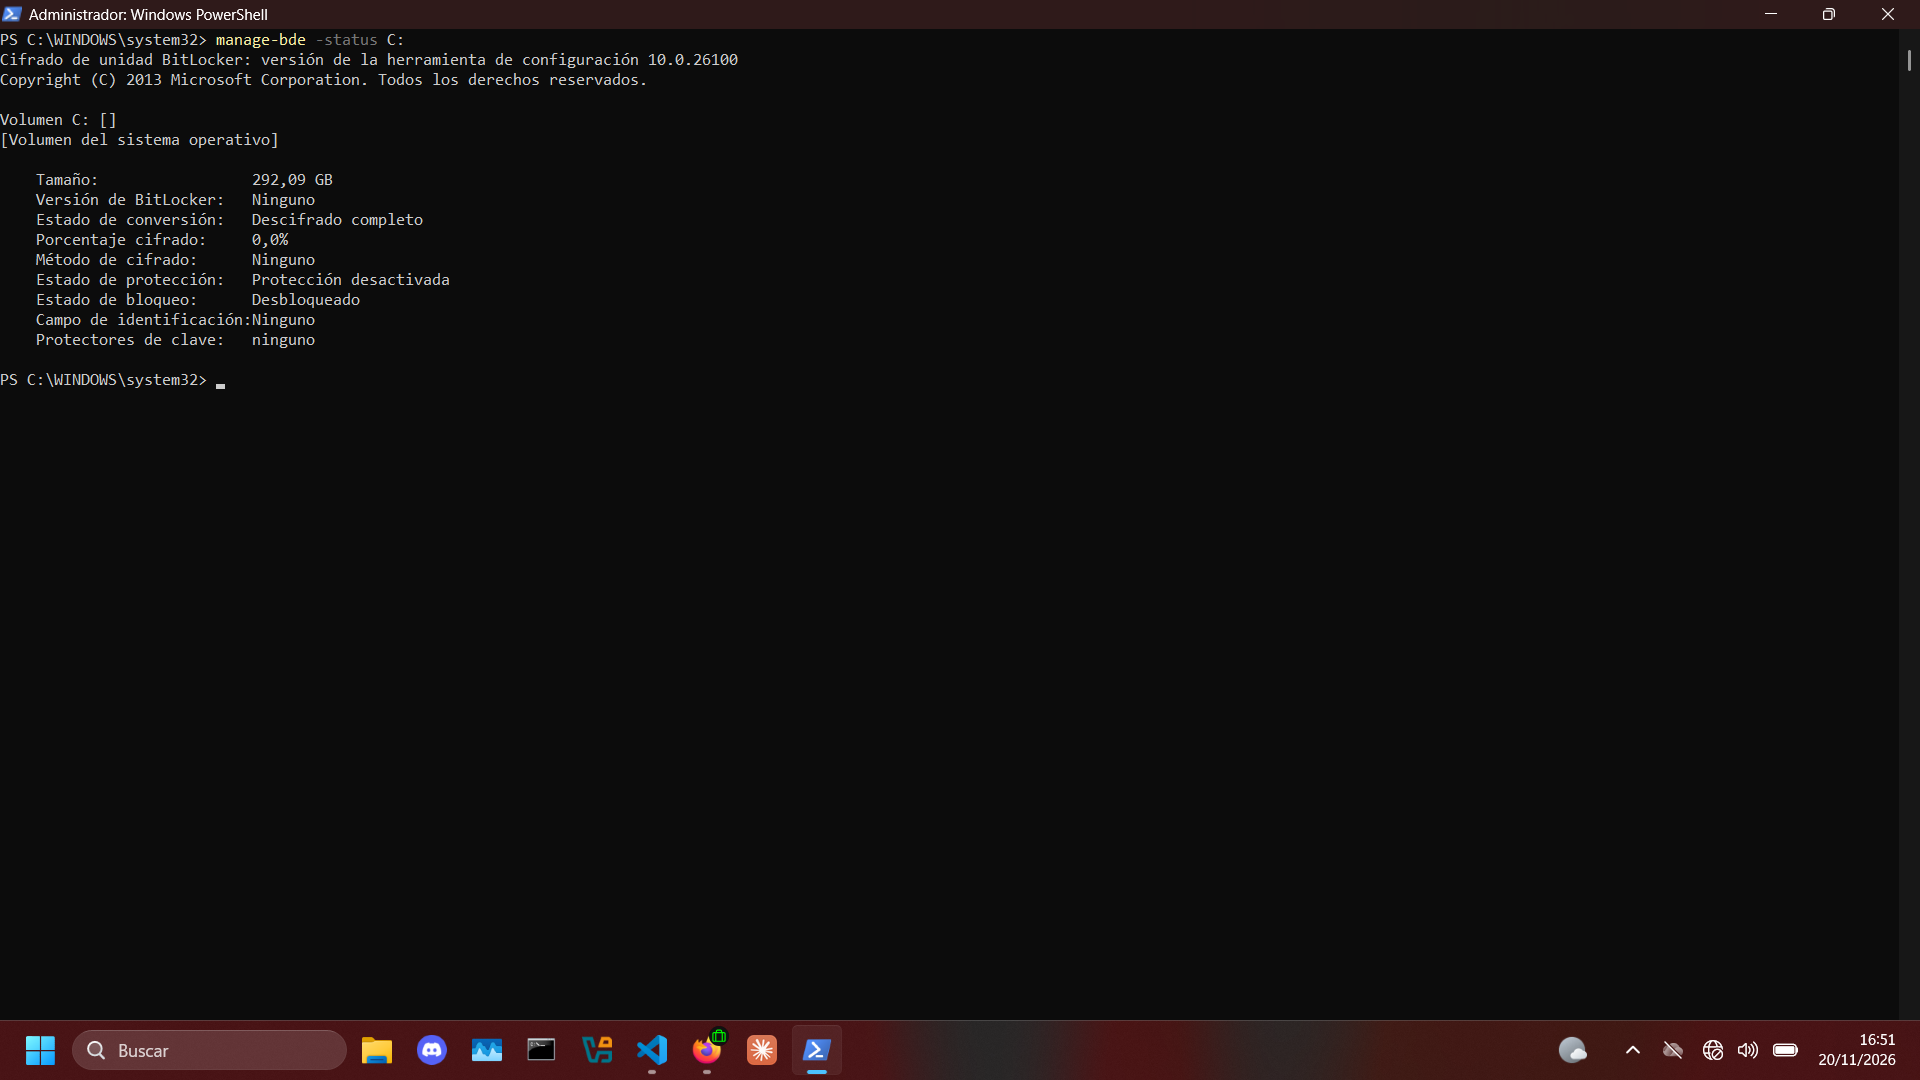 Administrador: Windows PowerShell
PS C:\WINDOWS\system32> manage-bde -status C:
Cifrado de unidad BitLocker: versión de la herramienta de configuración 10.0.26100
Copyright (C) 2013 Microsoft Corporation. Todos los derechos reservados.
Volumen C: []
[Volumen del sistema operativo]
Tamaño: 292,09 GB
Versión de BitLocker: Ninguno
Estado de conversión: Descifrado completo
Porcentaje cifrado: 0,0%
Método de cifrado: Ninguno
Estado de protección: Protección desactivada
Estado de bloqueo: Desbloqueado
Campo de identificación:Ninguno
Protectores de clave: ninguno
PS C:\WINDOWS\system32>
Buscar
16:51
20/11/2026